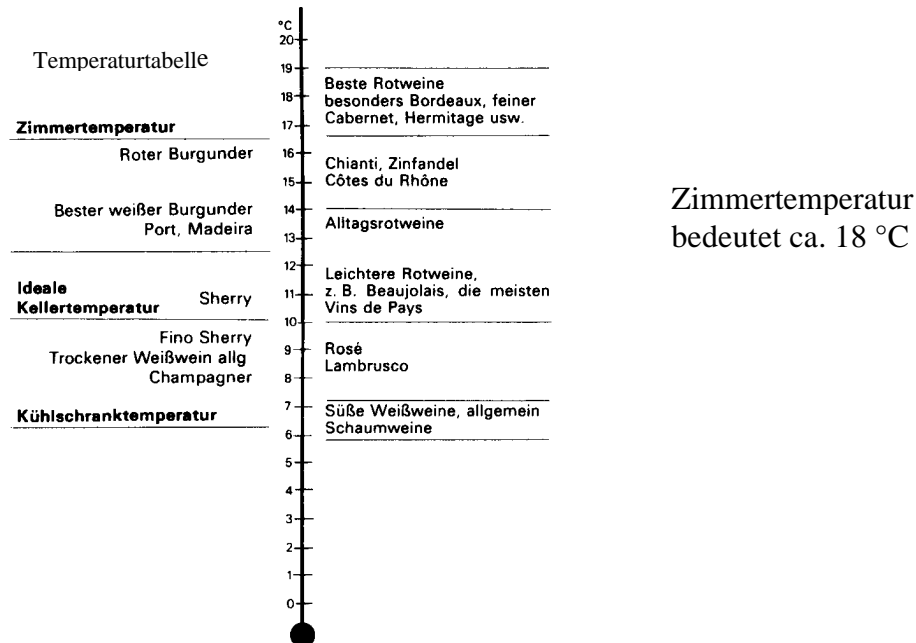 Temperaturtabelle
Zimmertemperatur
Roter Burgunder
Bester weißer Burgunder
Port, Madeira
Ideale
Kellertemperatur
Sherry
Fino Sherry
Trockener Weißwein allg
Champagner
Kühlschranktemperatur
°C
20
19
18
17
16
15
14
13
12
11
10
9
8
7
6
5
4
3
2
1
0
Beste Rotweine
besonders Bordeaux, feiner
Cabernet, Hermitage usw.
Chianti, Zinfandel
Côtes du Rhône
Alltagsrotweine
Leichtere Rotweine,
z. B. Beaujolais, die meisten
Vins de Pays
Rosé
Lambrusco
Süße Weißweine, allgemein
Schaumweine
Zimmertemperatur
bedeutet ca. 18 °C